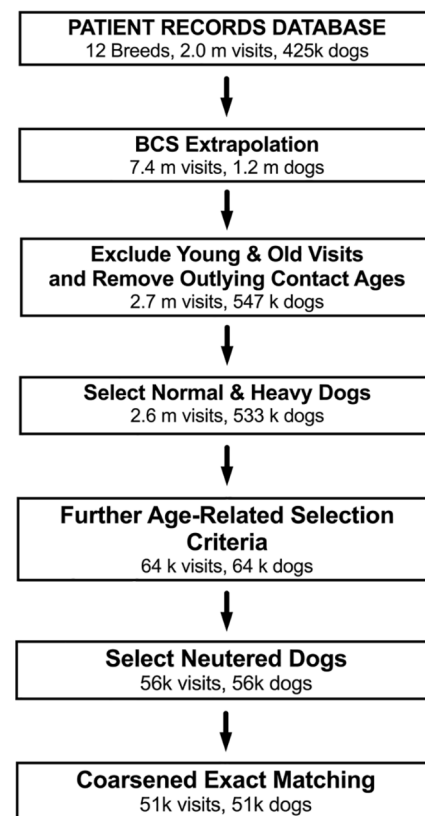 PATIENT RECORDS DATABASE
12 Breeds, 2.0 m visits, 425k dogs
BCS Extrapolation
7.4 m visits, 1.2 m dogs
Exclude Young & Old Visits
and Remove Outlying Contact Ages
2.7 m visits, 547 k dogs
Select Normal & Heavy Dogs
2.6 m visits, 533 k dogs
Further Age-Related Selection
Criteria
64 k visits, 64 k dogs
Select Neutered Dogs
56k visits, 56k dogs
Coarsened Exact Matching
51k visits, 51k dogs